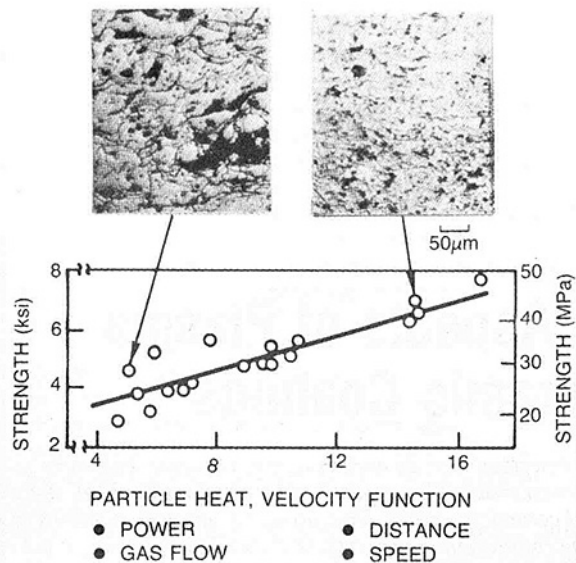 50μm
8
6
4
2
STRENGTH (ksi)
50
40
30
20
STRENGTH (MPa)
4
8
12
16
PARTICLE HEAT, VELOCITY FUNCTION
● POWER
● GAS FLOW
● DISTANCE
● SPEED